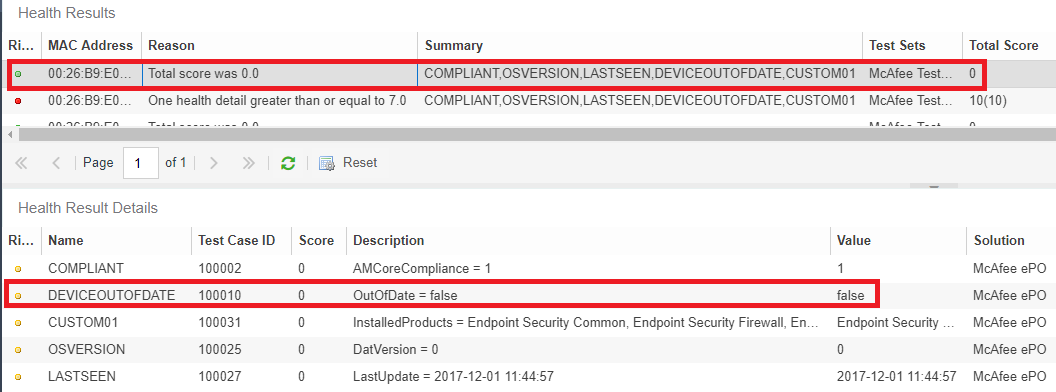 Health Results
Ri... MAC Address Reason Summary Test Sets Total Score
00:26:B9:E0... Total score was 0.0 COMPLIANT,OSVERSION,LASTSEEN,DEVICEOUTOFDATE,CUSTOM01 McAfee Test... 0
00:26:B9:E0... One health detail greater than or equal to 7.0 COMPLIANT,OSVERSION,LASTSEEN,DEVICEOUTOFDATE,CUSTOM01 McAfee Test... 10(10)
Page 1 of 1 Reset
Health Result Details
Ri... Name Test Case ID Score Description Value Solution
COMPLIANT 100002 0 AMCoreCompliance = 1 1 McAfee ePO
DEVICEOUTOFDATE 100010 0 OutOfDate = false false McAfee ePO
CUSTOM01 100031 0 InstalledProducts = Endpoint Security Common, Endpoint Security Firewall, En... Endpoint Security ... McAfee ePO
OSVERSION 100025 0 DatVersion = 0 0 McAfee ePO
LASTSEEN 100027 0 LastUpdate = 2017-12-01 11:44:57 2017-12-01 11:44:57 McAfee ePO